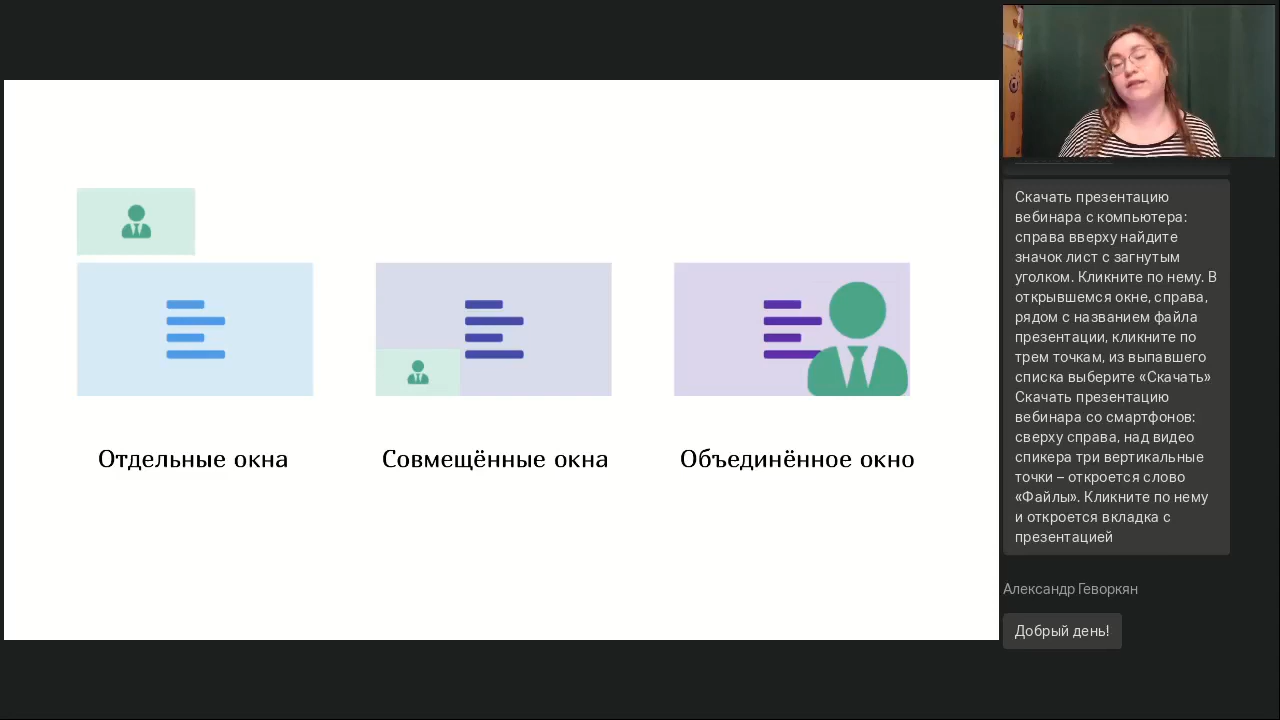 Отдельные окна
Совмещённые окна
Объединённое окно
Скачать презентацию
вебинара с компьютера:
справа вверху найдите
значок лист с загнутым
уголком. Кликните по нему. В
открывшемся окне, справа,
рядом с названием файла
презентации, кликните по
трем точкам, из выпавшего
списка выберите «Скачать»
Скачать презентацию
вебинара со смартфонов:
сверху справа, над видео
спикера три вертикальные
точки – откроется слово
«Файлы». Кликните по нему
и откроется вкладка с
презентацией
Александр Геворкян
Добрый день!